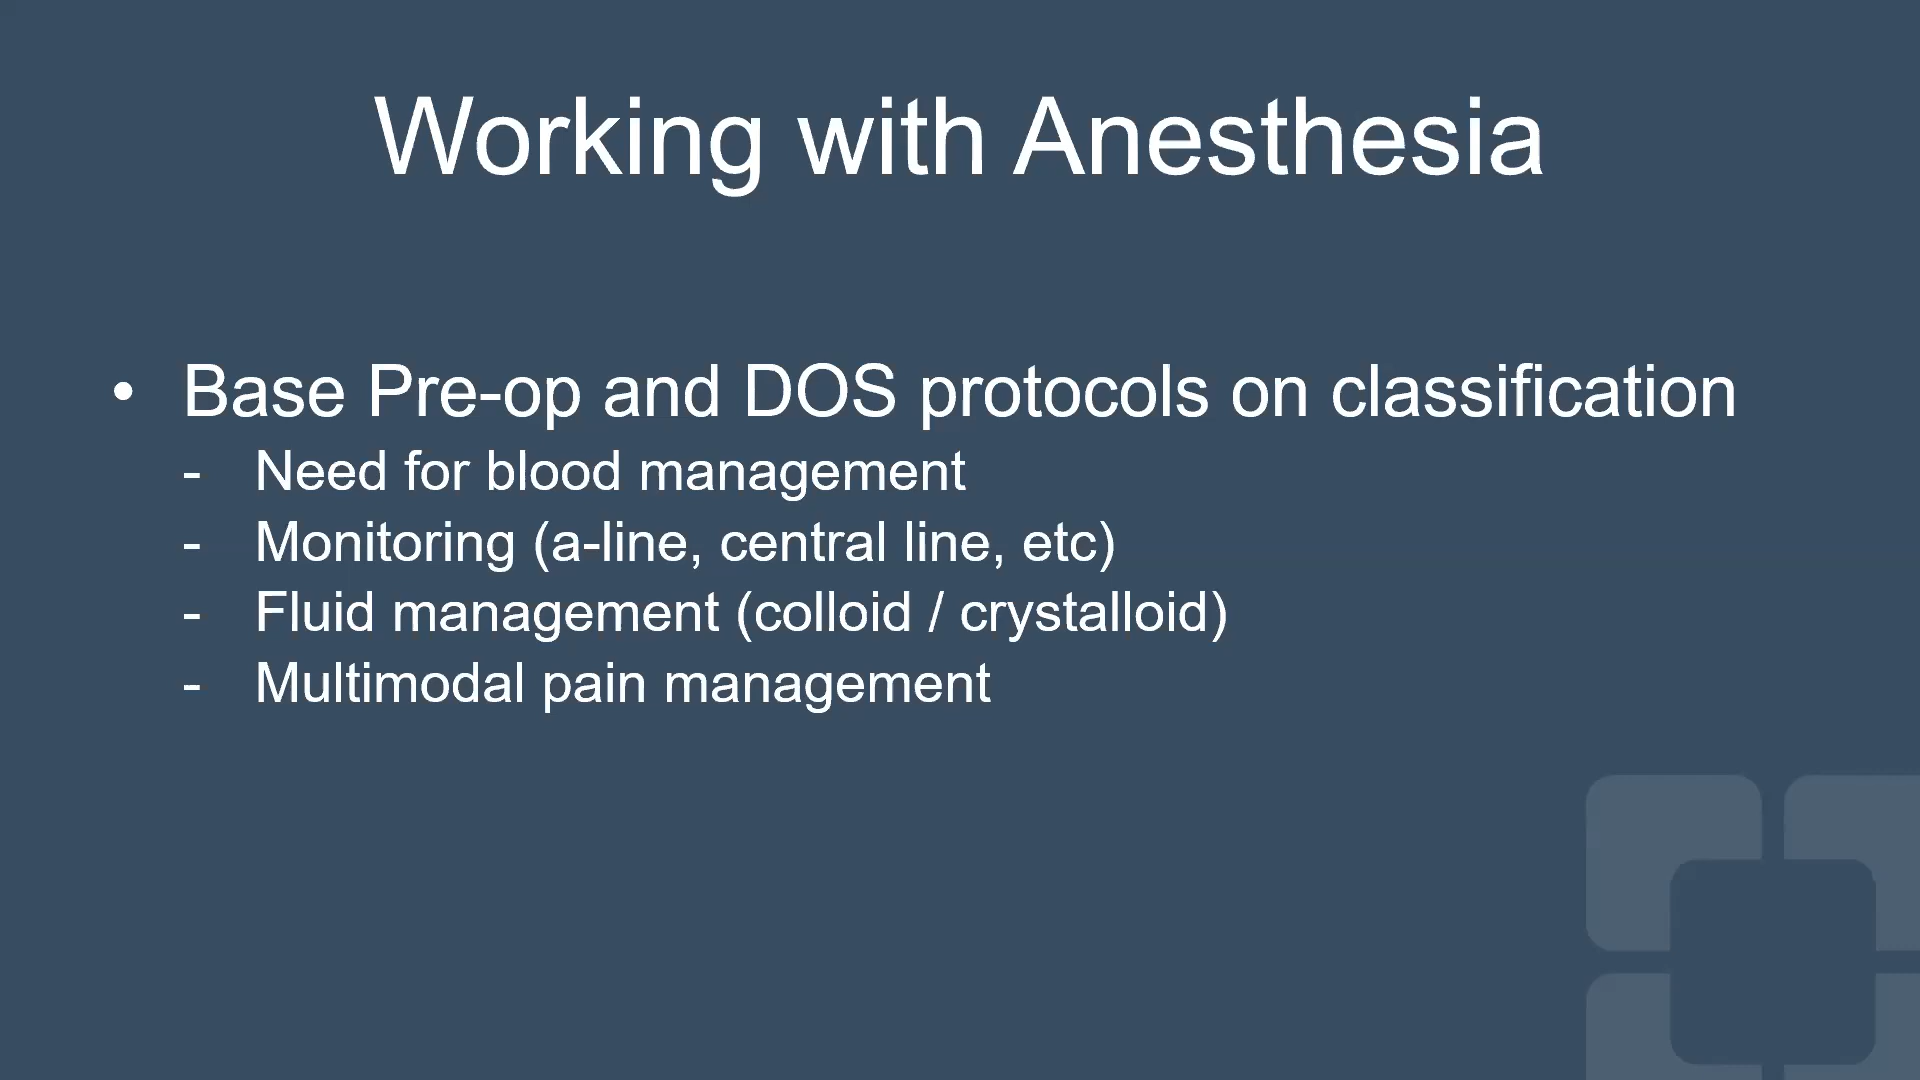 Working with Anesthesia
• Base Pre-op and DOS protocols on classification
- Need for blood management
- Monitoring (a-line, central line, etc)
- Fluid management (colloid / crystalloid)
- Multimodal pain management